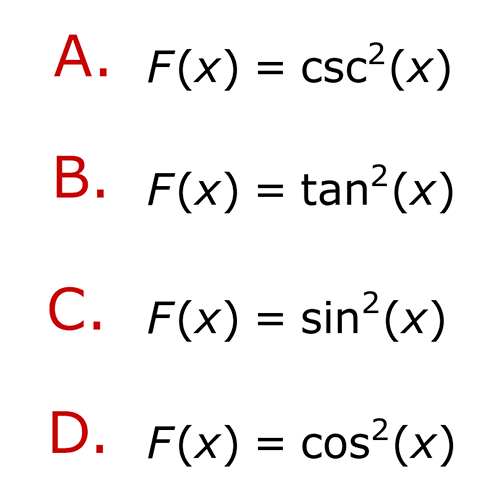 A. F(x) = csc²(x)
B. F(x) = tan²(x)
C. F(x) = sin²(x)
D. F(x) = cos²(x)